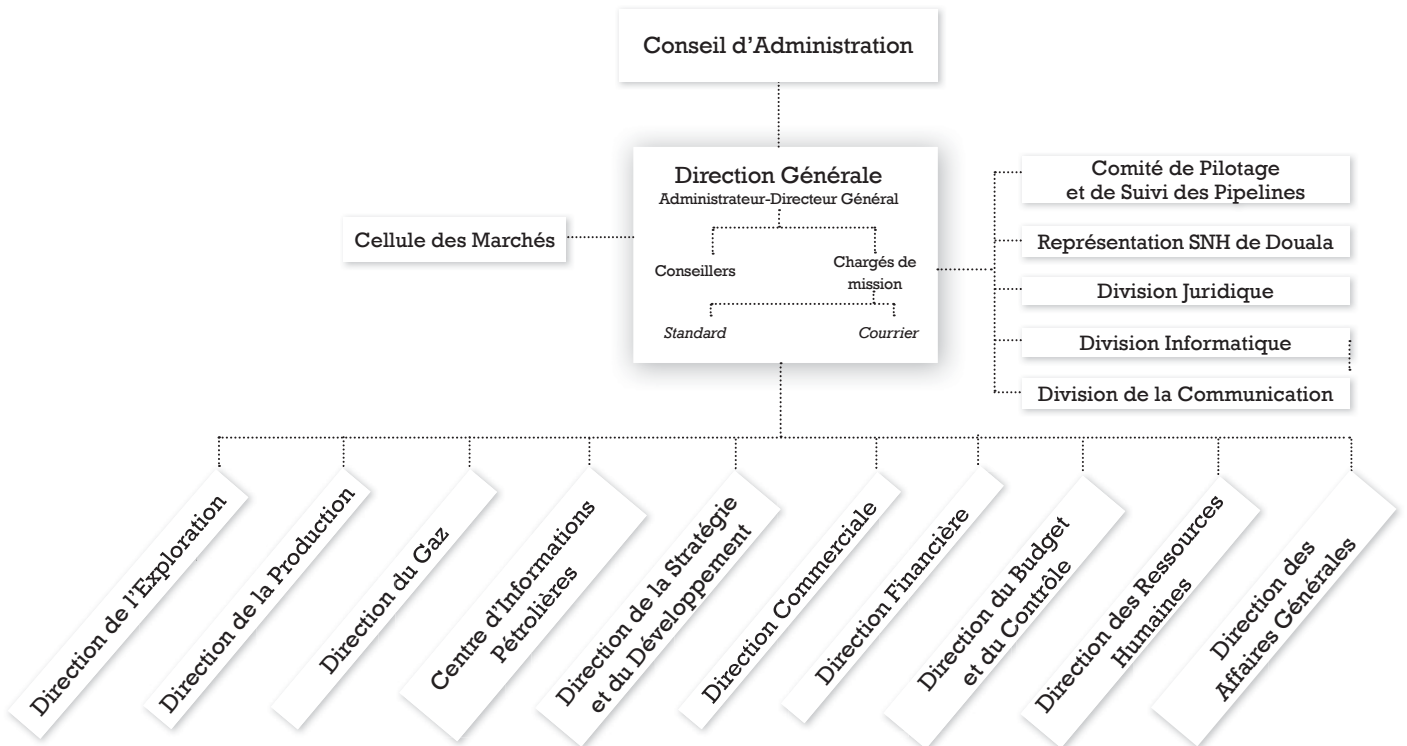 Conseil d'Administration
Direction Générale
Administrateur-Directeur Général
Conseillers
Chargés de
mission
Standard
Courrier
Cellule des Marchés
Comité de Pilotage
et de Suivi des Pipelines
Représentation SNH de Douala
Division Juridique
Division Informatique
Division de la Communication
Direction de l'Exploration
Direction de la Production
Direction du Gaz
Centre d'Informations
Pétrolières
Direction de la Stratégie
et du Développement
Direction Commerciale
Direction Financière
Direction du Budget
et du Contrôle
Direction des Ressources
Humaines
Direction des
Affaires Générales